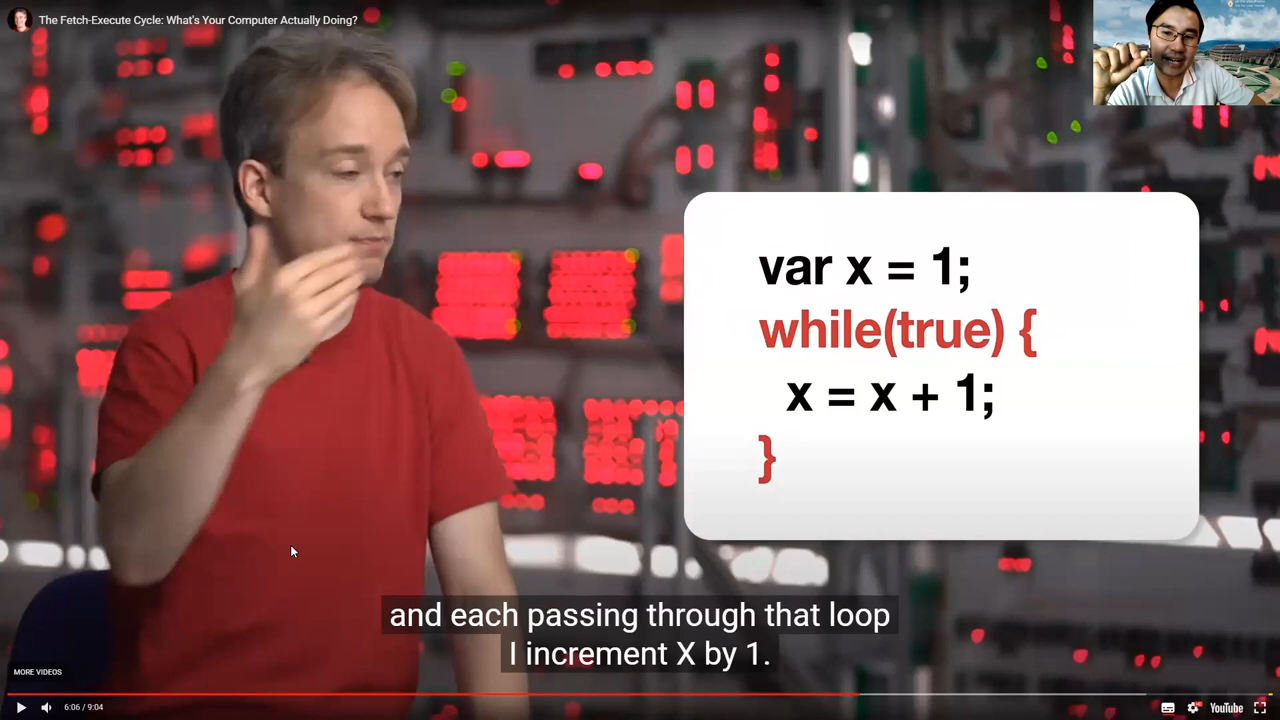 The Fetch-Execute Cycle: What's Your Computer Actually Doing?
var x = 1;
while(true) {
x = x + 1;
}
and each passing through that loop
I increment X by 1.
MORE VIDEOS
6:06 / 9:04
YouTube